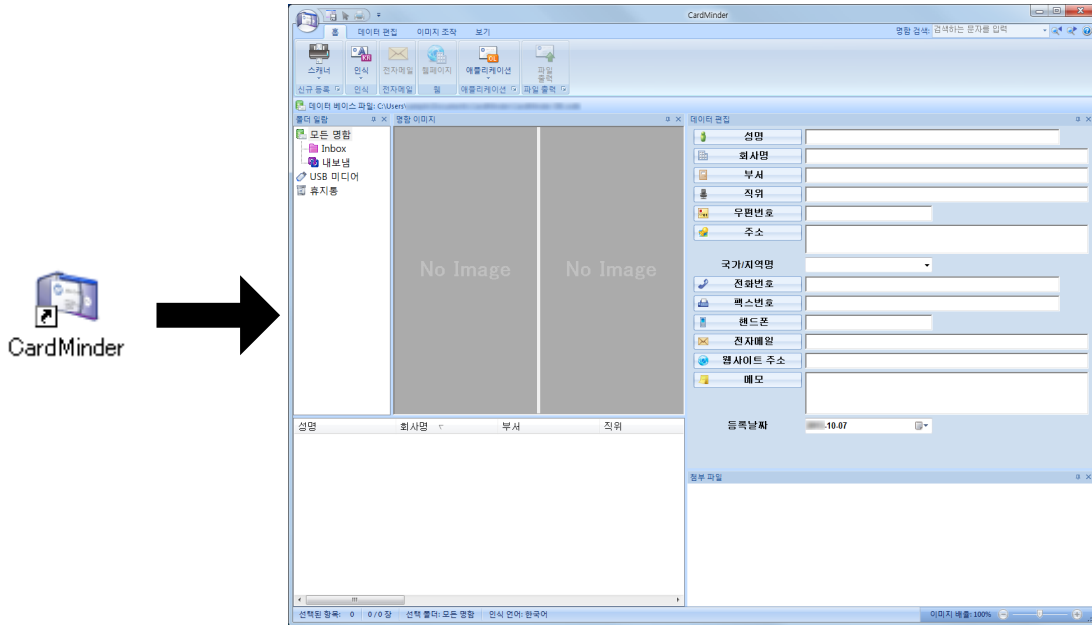 CardMinder
CardMinder
홈 데이터 편집 이미지 조작 보기
명함 검색: 검색하는 문자를 입력
스캐너 인식 전자메일 웹페이지 애플리케이션 파일 출력
신규 등록 인식 전자메일 웹 애플리케이션 파일 출력
데이터 베이스 파일: C:\Users\
폴더 일람 명함 이미지 데이터 편집
모든 명함
Inbox
내보냄
USB 미디어
휴지통
No Image No Image
성명
회사명
부서
직위
우편번호
주소
국가/지역명
전화번호
팩스번호
핸드폰
전자메일
웹사이트 주소
메모
등록날짜 -10-07
성명 회사명 부서 직위
첨부 파일
선택된 항목: 0 0 / 0 장 선택 폴더: 모든 명함 인식 언어: 한국어 이미지 배율: 100%